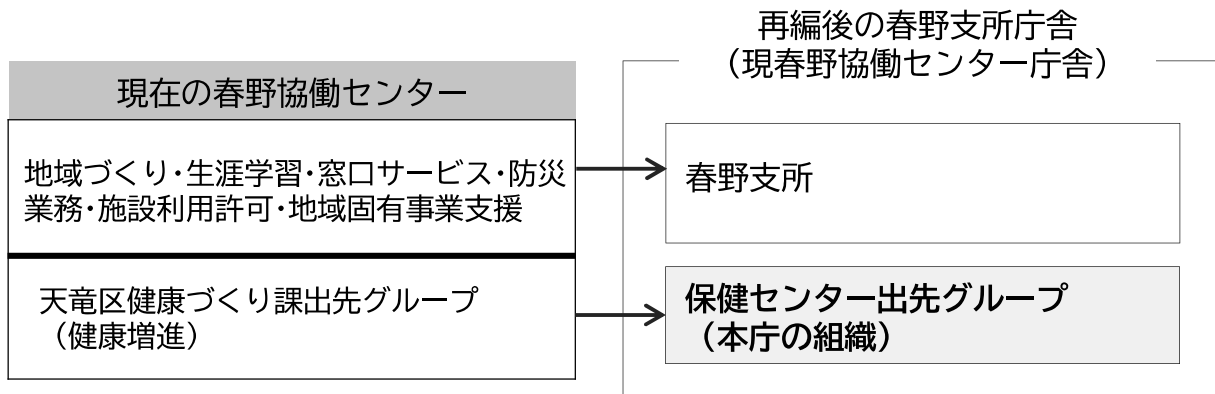 再編後の春野支所庁舎
（現春野協働センター庁舎）
現在の春野協働センター
地域づくり･生涯学習･窓口サービス･防災
業務･施設利用許可･地域固有事業支援
春野支所
天竜区健康づくり課出先グループ
（健康増進）
保健センター出先グループ
（本庁の組織）